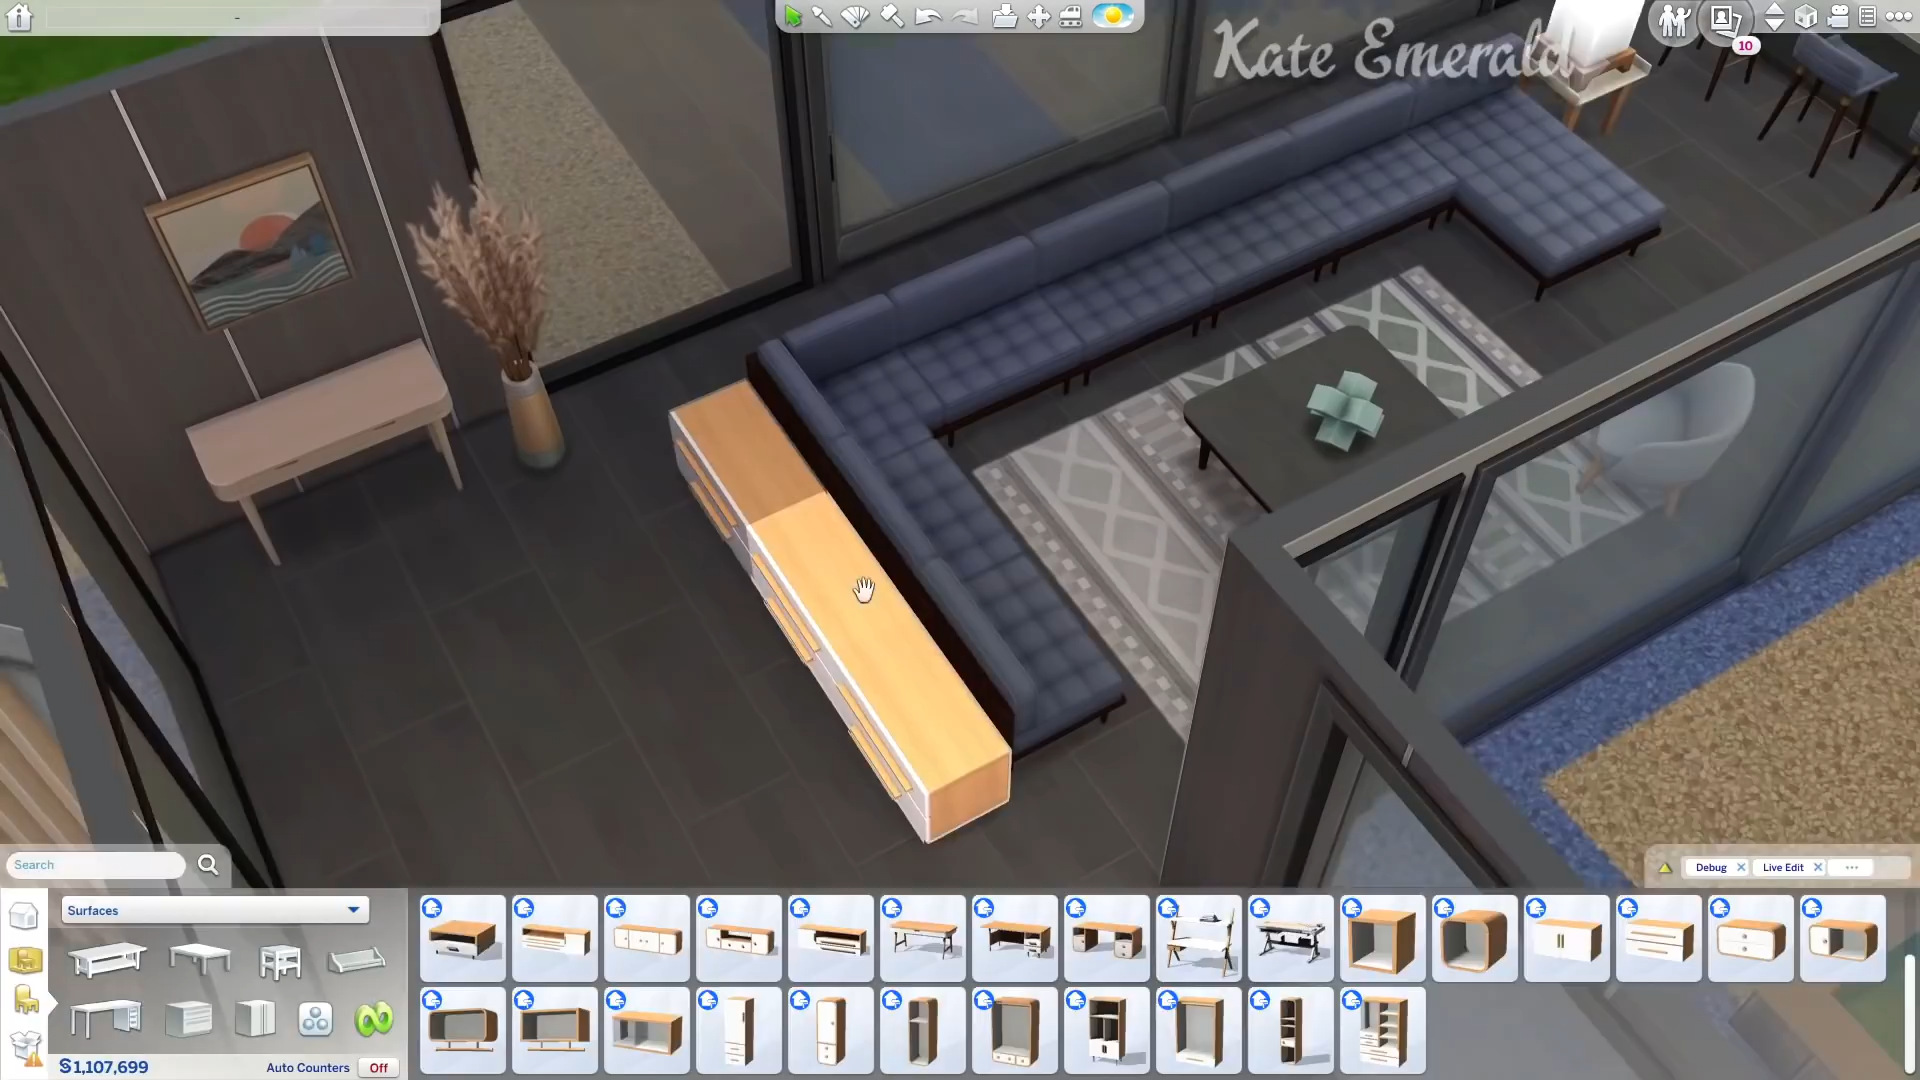 -
Kate Emerald
10
Search
Debug
Live Edit
Surfaces
§1,107,699
Auto Counters
Off